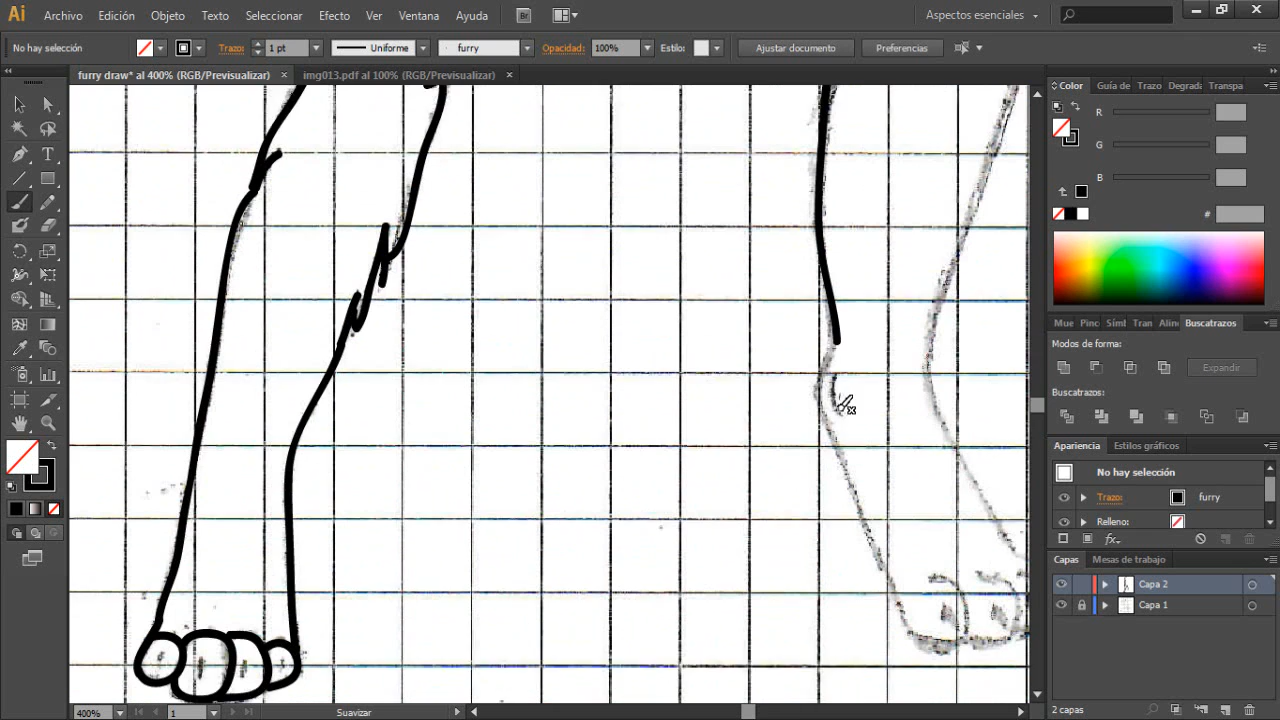 Ai Archivo Edición Objeto Texto Seleccionar Efecto Ver Ventana Ayuda Br Aspectos esenciales
No hay selección Trazo: 1 pt Uniforme furry Opacidad: 100% Estilo: Ajustar documento Preferencias
furry draw* al 400% (RGB/Previsualizar) × img013.pdf al 100% (RGB/Previsualizar) ×
Color Guía de Trazo Degrada Transpa
R
G
B
#
Mue Pinc Símb Tran Aline Buscatrazos
Modos de forma:
Expandir
Buscatrazos:
Apariencia Estilos gráficos
No hay selección
Trazo: furry
Relleno:
fx
Capas Mesas de trabajo
Capa 2
Capa 1
2 capas
400% 1 Suavizar